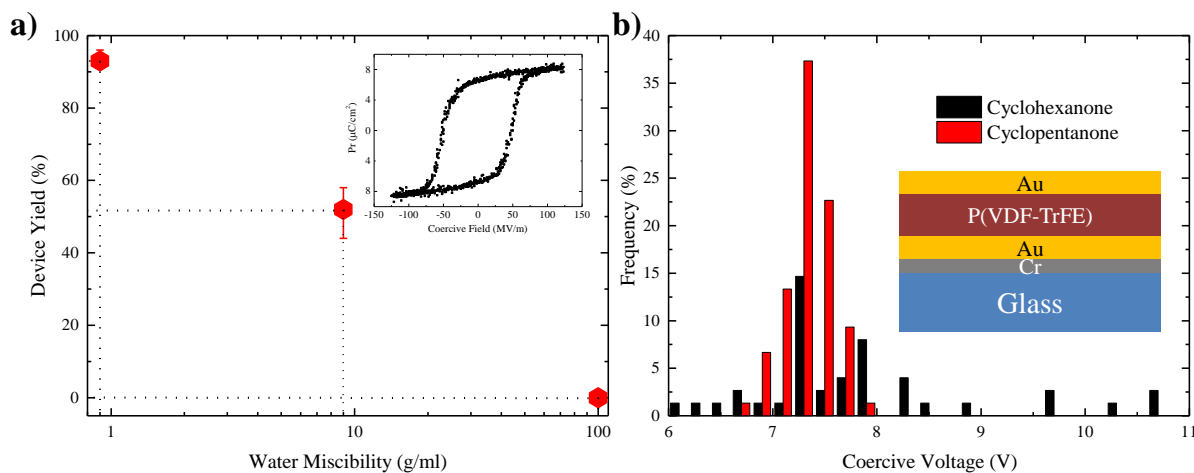 a)
100
80
60
40
20
0
Device Yield (%)
1
10
100
Water Miscibility (g/ml)
8
4
0
4
8
Pr (µC/cm²)
-150
-100
-50
0
50
100
150
Coercive Field (MV/m)
b)
40
35
30
25
20
15
10
5
0
Frequency (%)
Cyclohexanone
Cyclopentanone
Au
P(VDF-TrFE)
Au
Cr
Glass
6
7
8
9
10
11
Coercive Voltage (V)